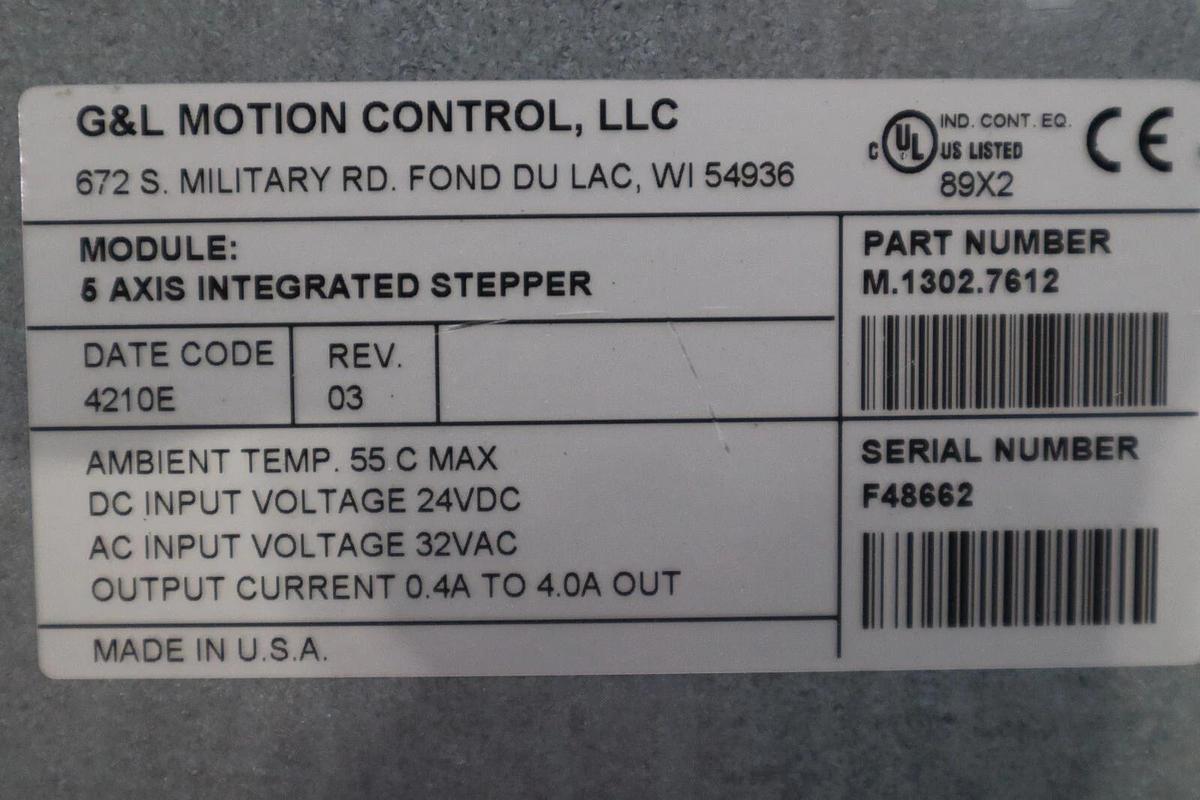 G&L MOTION CONTROL, LLC
672 S. MILITARY RD. FOND DU LAC, WI 54936
C UL US LISTED
IND. CONT. EQ.
89X2
CE
MODULE:
5 AXIS INTEGRATED STEPPER
PART NUMBER
M.1302.7612
DATE CODE
4210E
REV.
03
AMBIENT TEMP. 55 C MAX
DC INPUT VOLTAGE 24VDC
AC INPUT VOLTAGE 32VAC
OUTPUT CURRENT 0.4A TO 4.0A OUT
SERIAL NUMBER
F48662
MADE IN U.S.A.